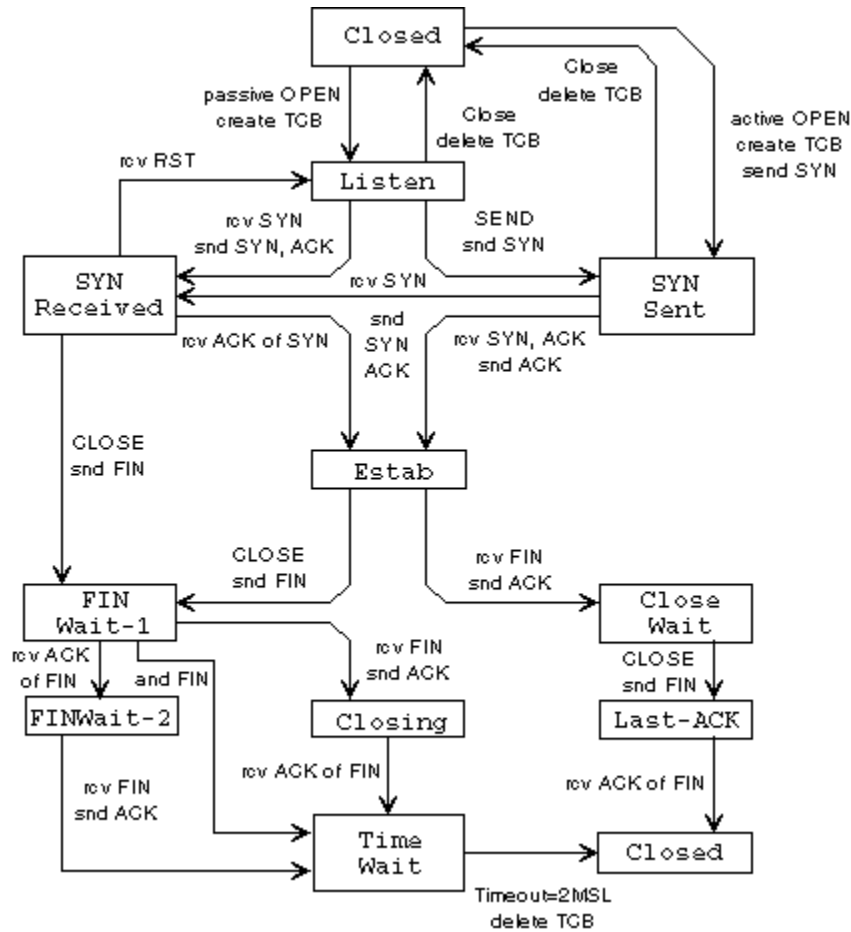 Closed
passive OPEN
create TCB
Close
delete TCB
Close
delete TCB
active OPEN
create TCB
send SYN
rcv RST
Listen
rcv SYN
snd SYN, ACK
SEND
snd SYN
SYN
Received
rcv SYN
SYN
Sent
rcv ACK of SYN
snd
SYN
ACK
rcv SYN, ACK
snd ACK
CLOSE
snd FIN
Estab
CLOSE
snd FIN
rcv FIN
snd ACK
FIN
Wait-1
Close
Wait
rcv ACK
of FIN
and FIN
rcv FIN
snd ACK
CLOSE
snd FIN
FINWait-2
Closing
Last-ACK
rcv FIN
snd ACK
rcv ACK of FIN
rcv ACK of FIN
Time
Wait
Closed
Timeout=2MSL
delete TCB